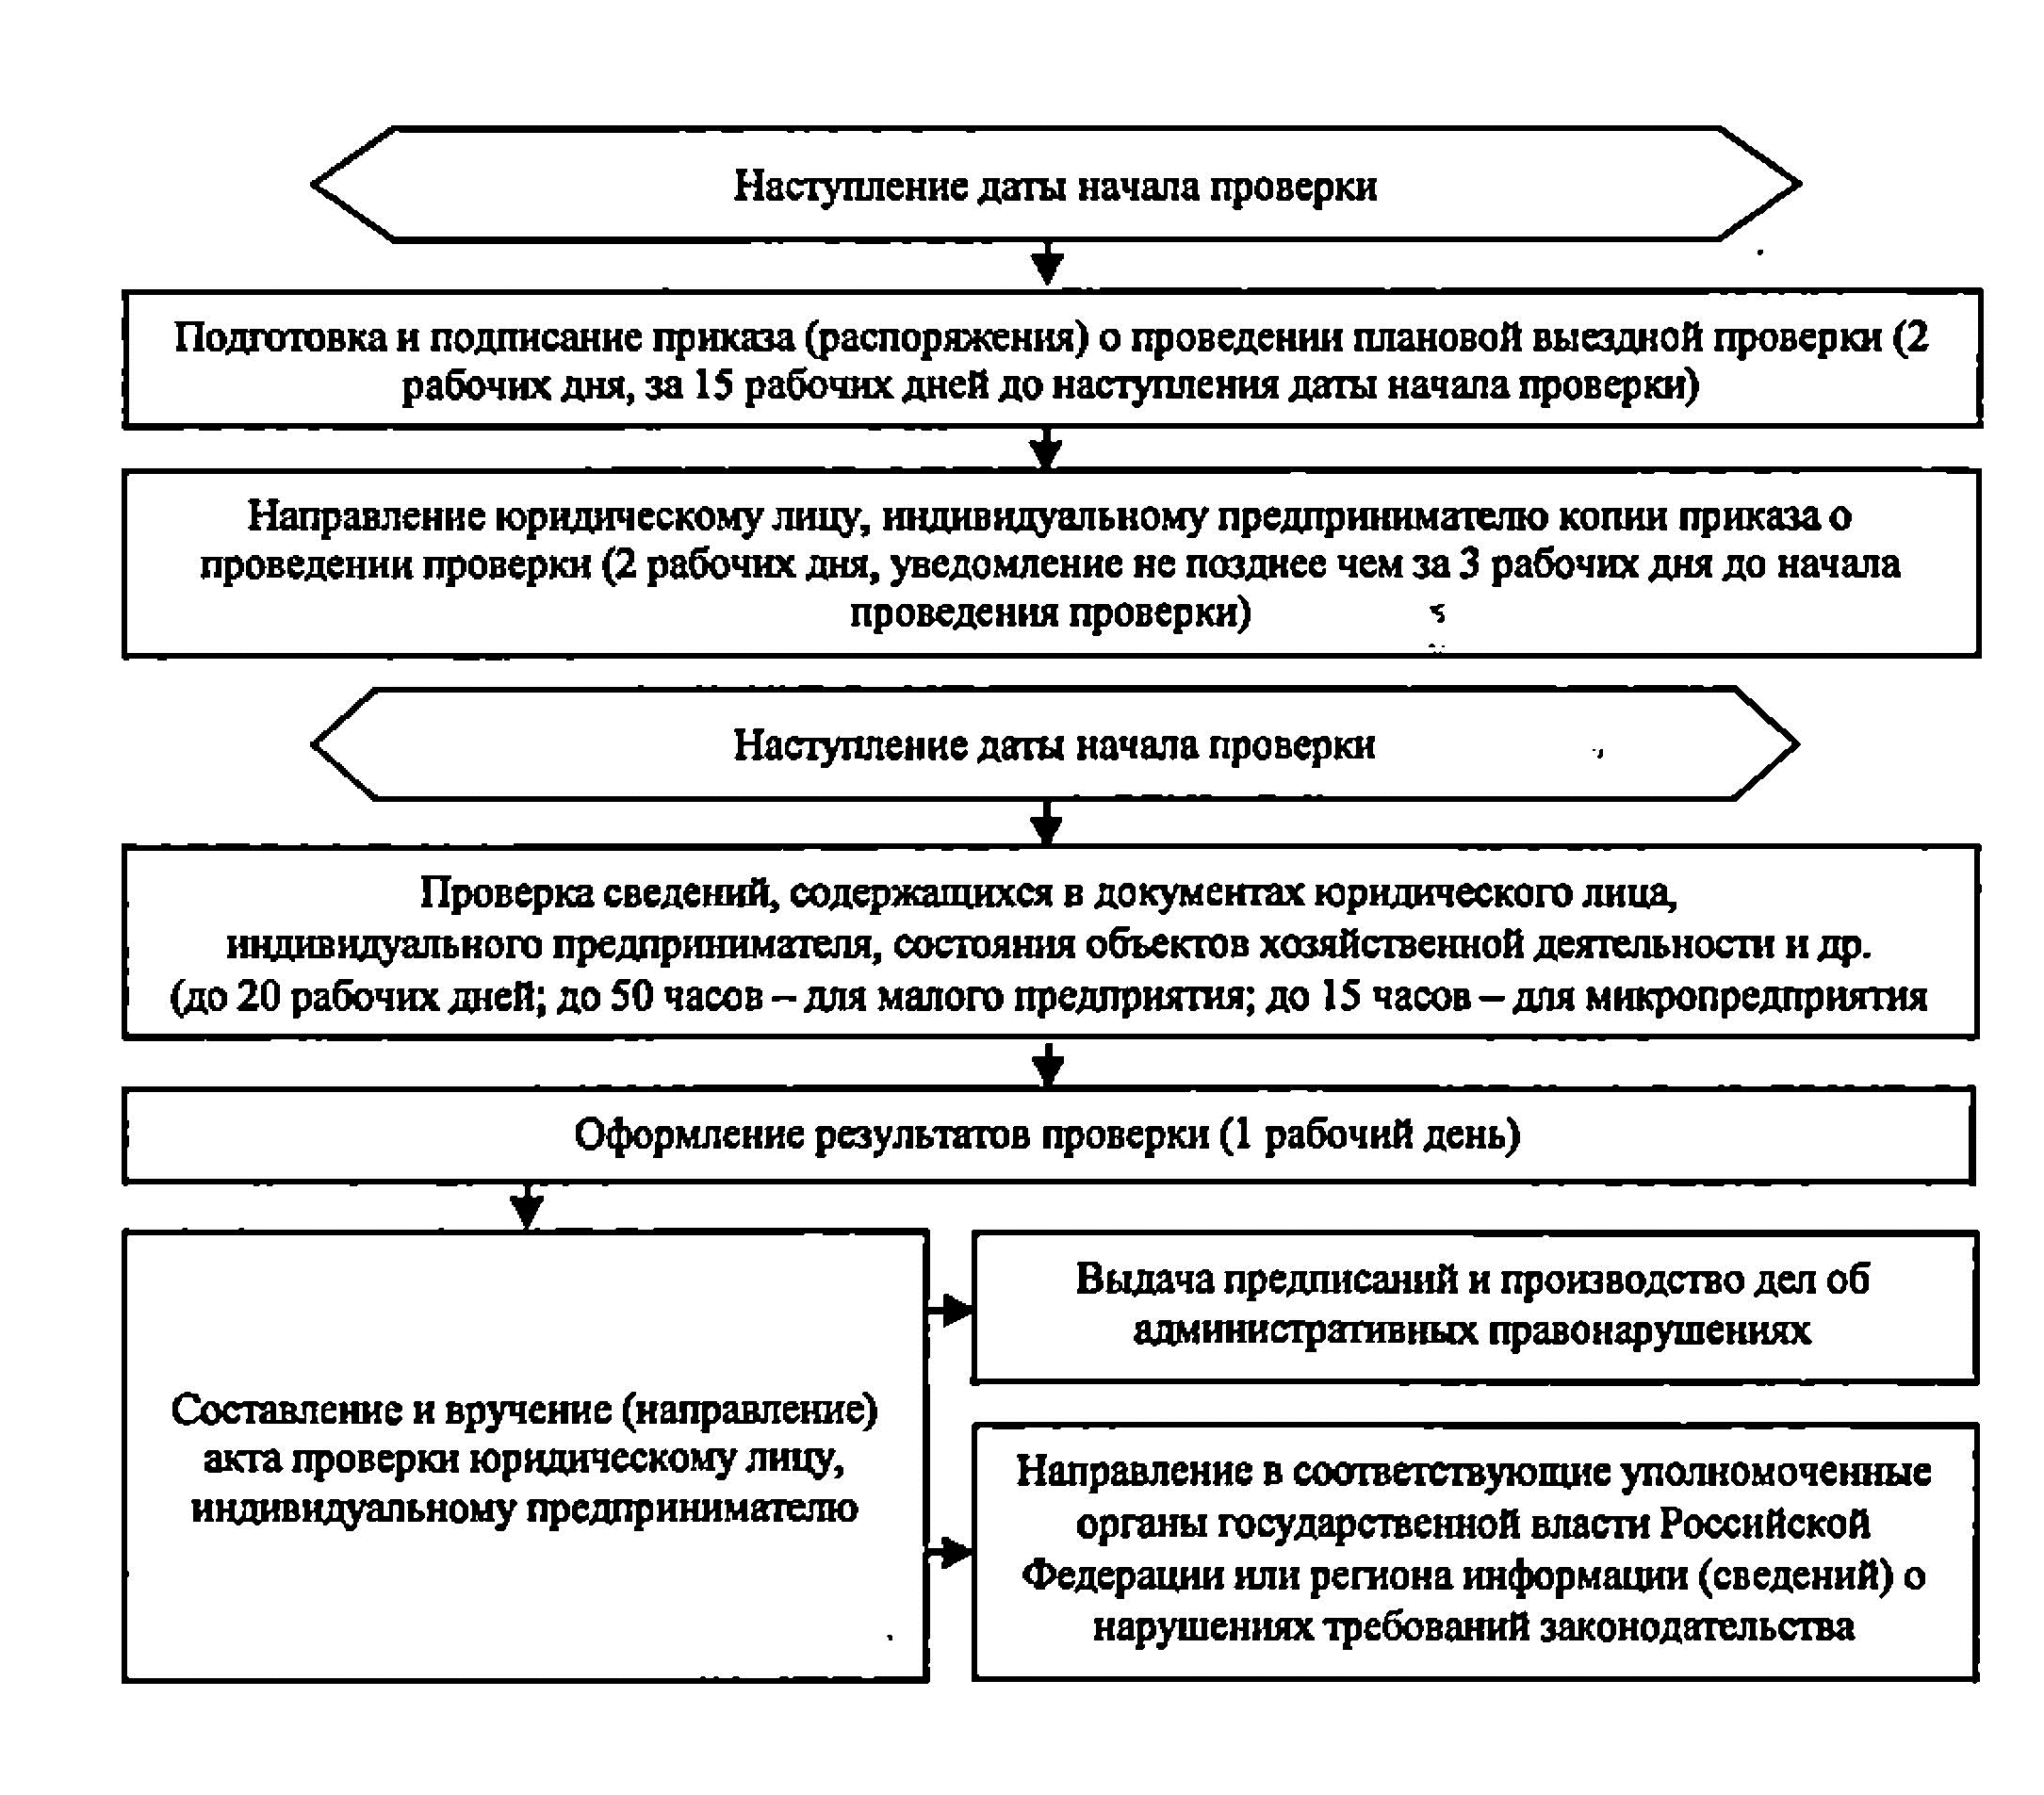 Наступление даты начала проверки
Подготовка и подписание приказа (распоряжения) о проведении плановой выездной проверки (2
рабочих дня, за 15 рабочих дней до наступления даты начала проверки)
Направление юридическому лицу, индивидуальному предпринимателю копии приказа о
проведении проверки (2 рабочих дня, уведомление не позднее чем за 3 рабочих дня до начала
проведения проверки)
Наступление даты начала проверки
Проверка сведений, содержащихся в документах юридического лица,
индивидуального предпринимателя, состояния объектов хозяйственной деятельности и др.
(до 20 рабочих дней; до 50 часов – для малого предприятия; до 15 часов – для микропредприятия
Оформление результатов проверки (1 рабочий день)
Составление и вручение (направление)
акта проверки юридическому лицу,
индивидуальному предпринимателю
Выдача предписаний и производство дел об
административных правонарушениях
Направление в соответствующие уполномоченные
органы государственной власти Российской
Федерации или региона информации (сведений) о
нарушениях требований законодательства